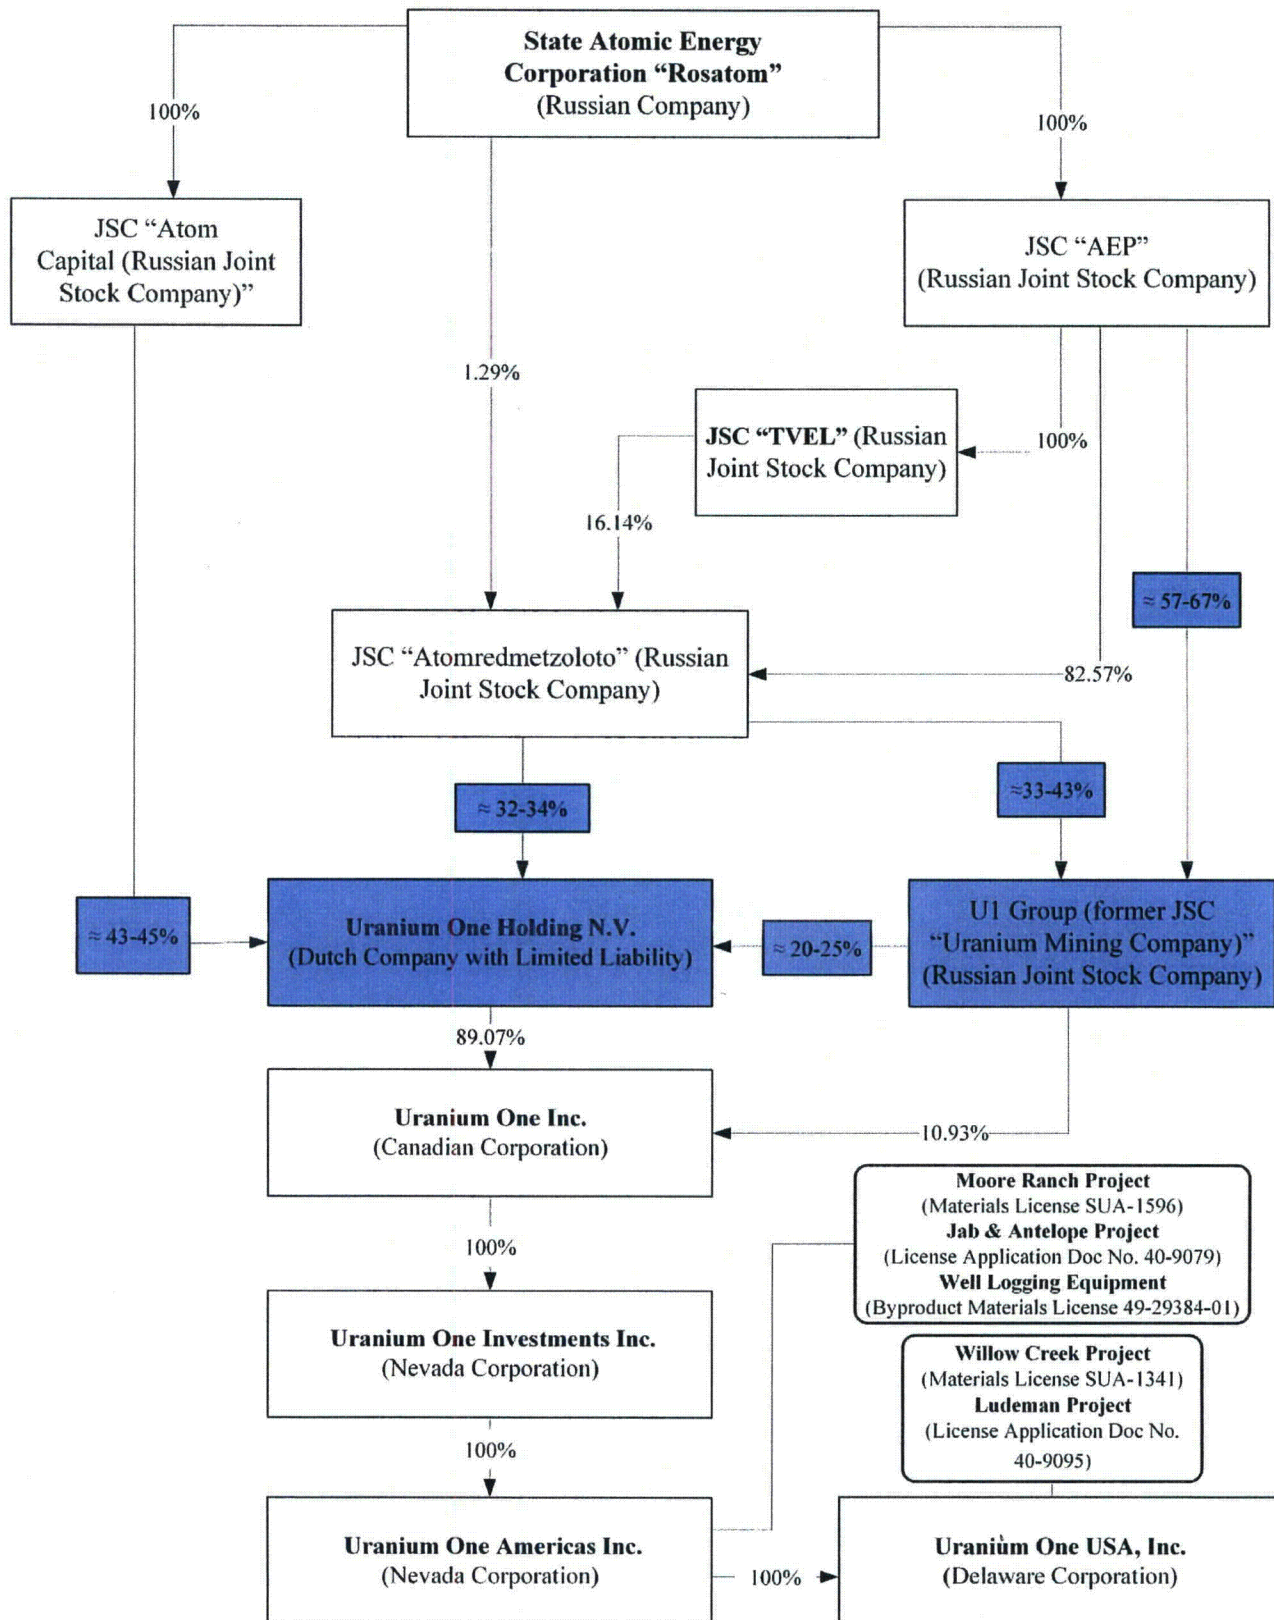 State Atomic Energy
Corporation “Rosatom”
(Russian Company)
100%
100%
JSC “Atom
Capital (Russian Joint
Stock Company)”
JSC “AEP”
(Russian Joint Stock Company)
1.29%
JSC “TVEL” (Russian
Joint Stock Company)
100%
16.14%
≈ 57-67%
JSC “Atomredmetzoloto” (Russian
Joint Stock Company)
82.57%
≈ 32-34%
≈33-43%
≈ 43-45%
Uranium One Holding N.V.
(Dutch Company with Limited Liability)
≈ 20-25%
U1 Group (former JSC
“Uranium Mining Company)”
(Russian Joint Stock Company)
89.07%
Uranium One Inc.
(Canadian Corporation)
10.93%
Moore Ranch Project
(Materials License SUA-1596)
Jab & Antelope Project
(License Application Doc No. 40-9079)
Well Logging Equipment
(Byproduct Materials License 49-29384-01)
100%
Uranium One Investments Inc.
(Nevada Corporation)
Willow Creek Project
(Materials License SUA-1341)
Ludeman Project
(License Application Doc No.
40-9095)
100%
Uranium One Americas Inc.
(Nevada Corporation)
100%
Uranium One USA, Inc.
(Delaware Corporation)